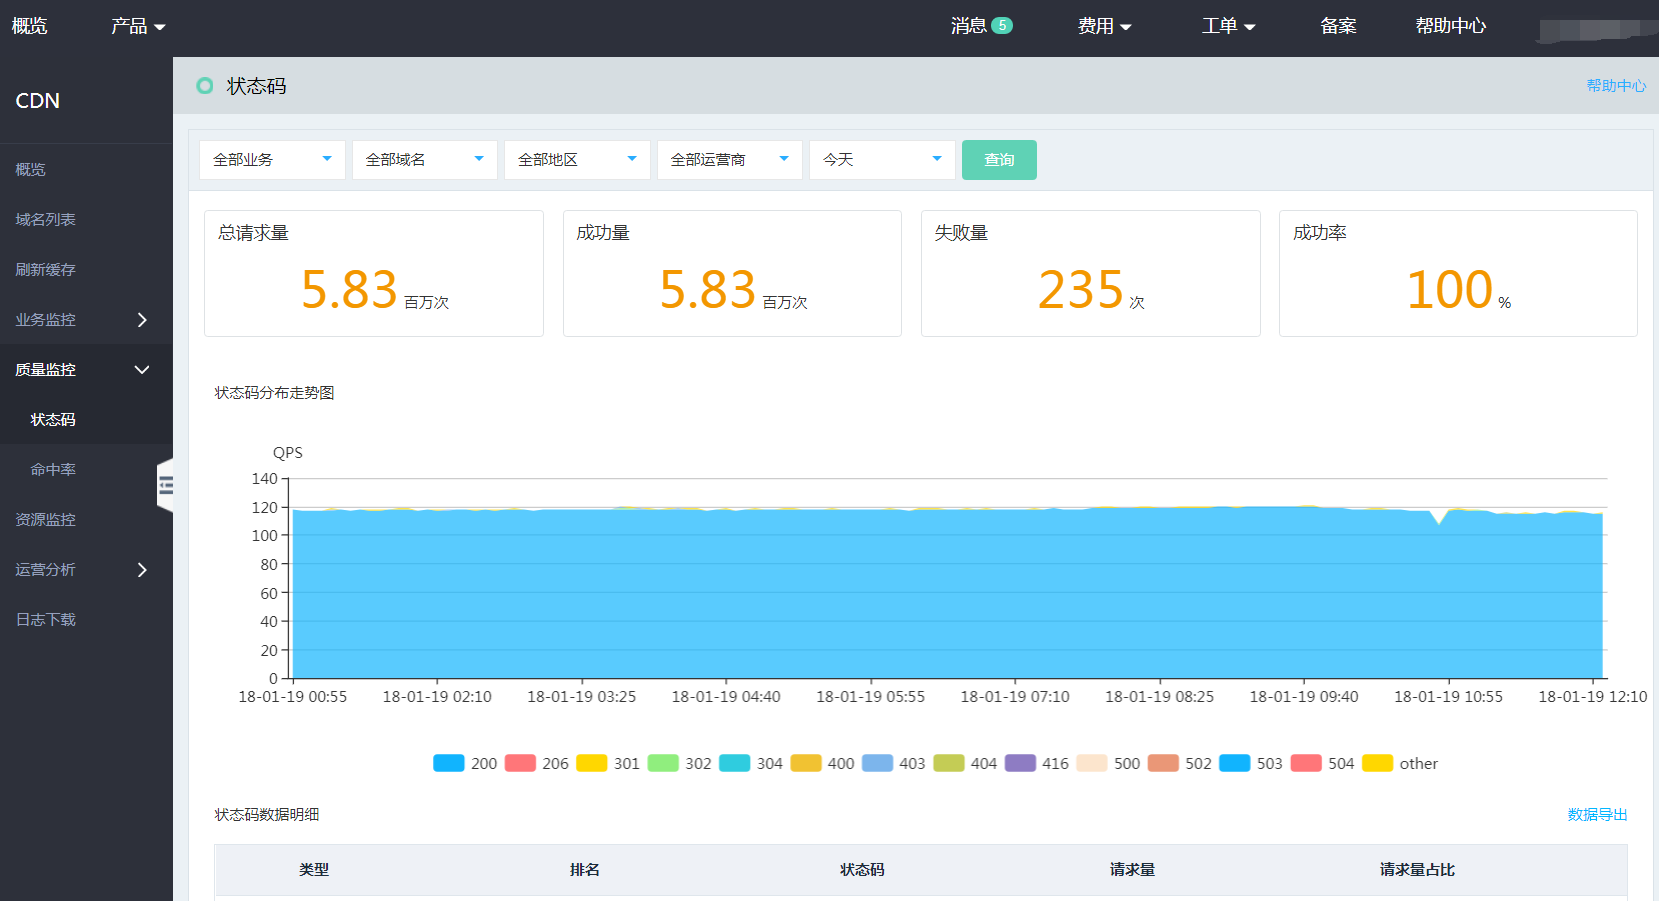 概览 产品 消息 5 费用 工单 备案 帮助中心
CDN
概览
域名列表
刷新缓存
业务监控
质量监控
状态码
命中率
资源监控
运营分析
日志下载
状态码 帮助中心
全部业务 全部域名 全部地区 全部运营商 今天 查询
总请求量 成功量 失败量 成功率
5.83 百万次 5.83 百万次 235 次 100 %
状态码分布走势图
QPS
140
120
100
80
60
40
20
0
18-01-19 00:55 18-01-19 02:10 18-01-19 03:25 18-01-19 04:40 18-01-19 05:55 18-01-19 07:10 18-01-19 08:25 18-01-19 09:40 18-01-19 10:55 18-01-19 12:10
200 206 301 302 304 400 403 404 416 500 502 503 504 other
状态码数据明细 数据导出
类型 排名 状态码 请求量 请求量占比